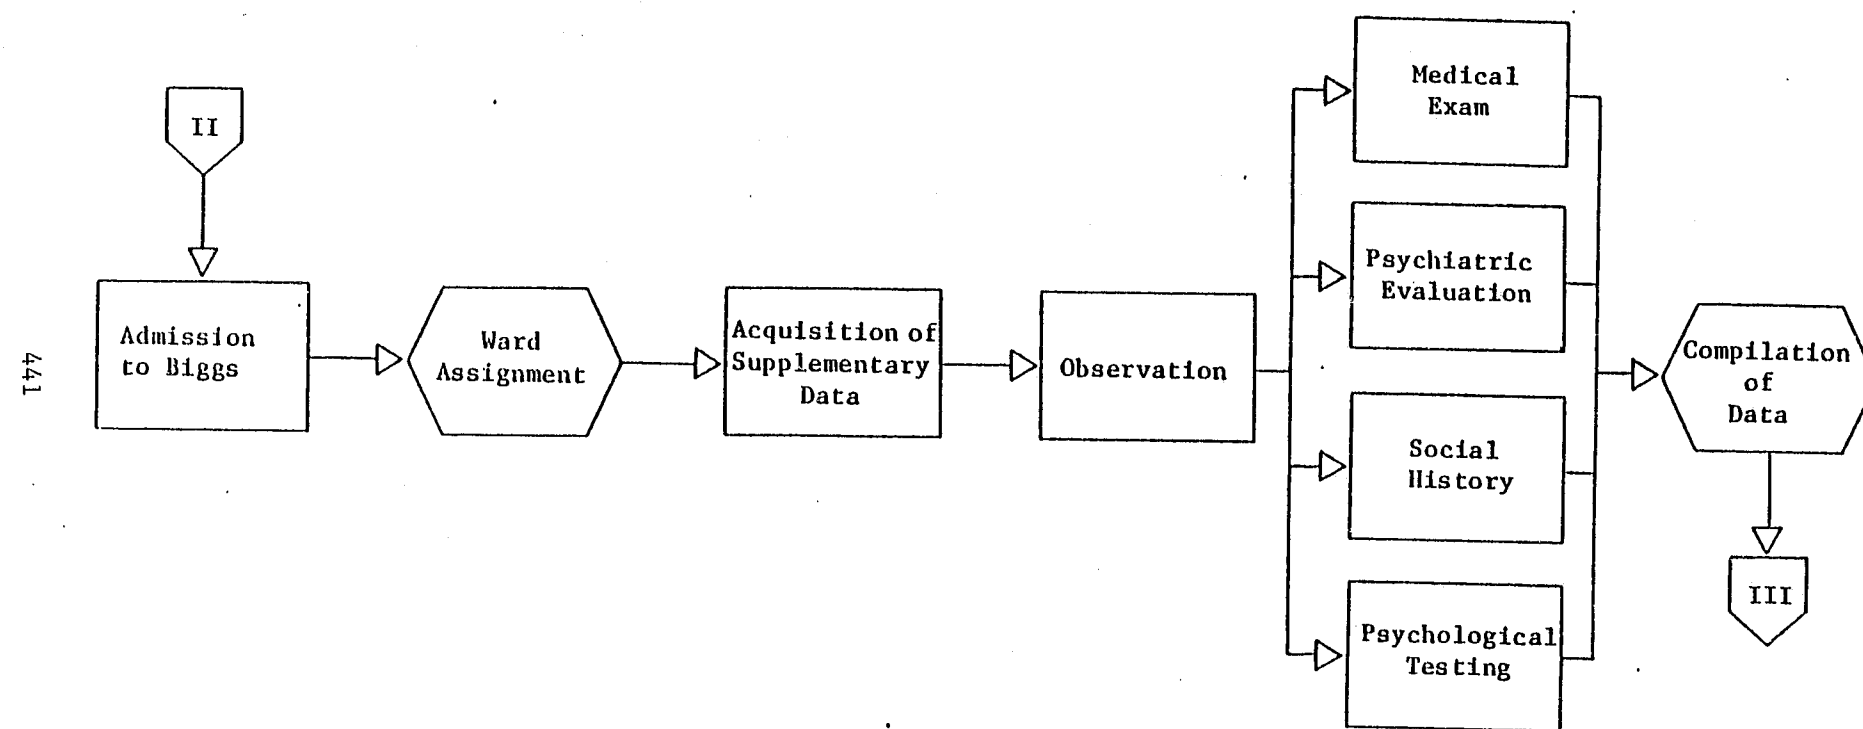 II
Admission
to Biggs
Ward
Assignment
Acquisition of
Supplementary
Data
Observation
Medical
Exam
Psychiatric
Evaluation
Social
History
Psychological
Testing
Compilation
of
Data
III
441